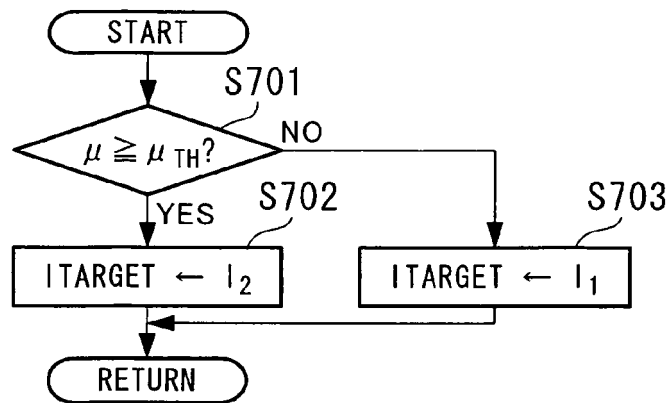 START
S701
μ ≧ μTH?
NO
YES
S702
S703
ITARGET ← I2
ITARGET ← I1
RETURN